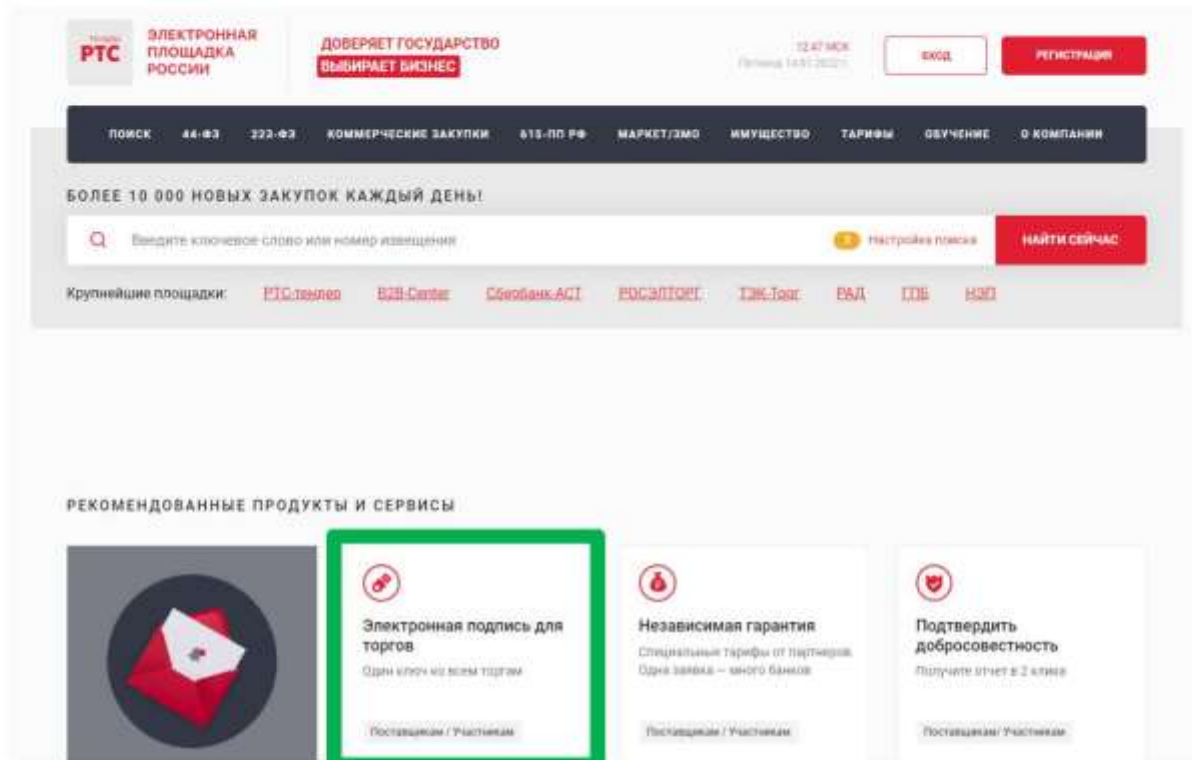 РТС
ЭЛЕКТРОННАЯ
ПЛОЩАДКА
РОССИИ
ДОВЕРЯЕТ ГОСУДАРСТВО
ВЫБИРАЕТ БИЗНЕС
12:47 МСК
ВХОД
РЕГИСТРАЦИЯ
ПОИСК 44-ФЗ 223-ФЗ КОММЕРЧЕСКИЕ ЗАКУПКИ 615-ПП РФ МАРКЕТ/ЗМО ИМУЩЕСТВО ТАРИФЫ ОБУЧЕНИЕ О КОМПАНИИ
БОЛЕЕ 10 000 НОВЫХ ЗАКУПОК КАЖДЫЙ ДЕНЬ!
Введите ключевое слово или номер извещения
Настройка поиска
НАЙТИ СЕЙЧАС
Крупнейшие площадки: РТС-тендер B2B-Center Сбербанк-АСТ РОСЭЛТОРГ ТЭК-Торг РАД ГПБ НЭП
РЕКОМЕНДОВАННЫЕ ПРОДУКТЫ И СЕРВИСЫ
Электронная подпись для
торгов
Один ключ ко всем торгам
Поставщикам / Участникам
Независимая гарантия
Специальные тарифы от партнеров.
Одна заявка — много банков
Поставщикам / Участникам
Подтвердить
добросовестность
Получите отчет в 2 клика
Поставщикам/ Участникам